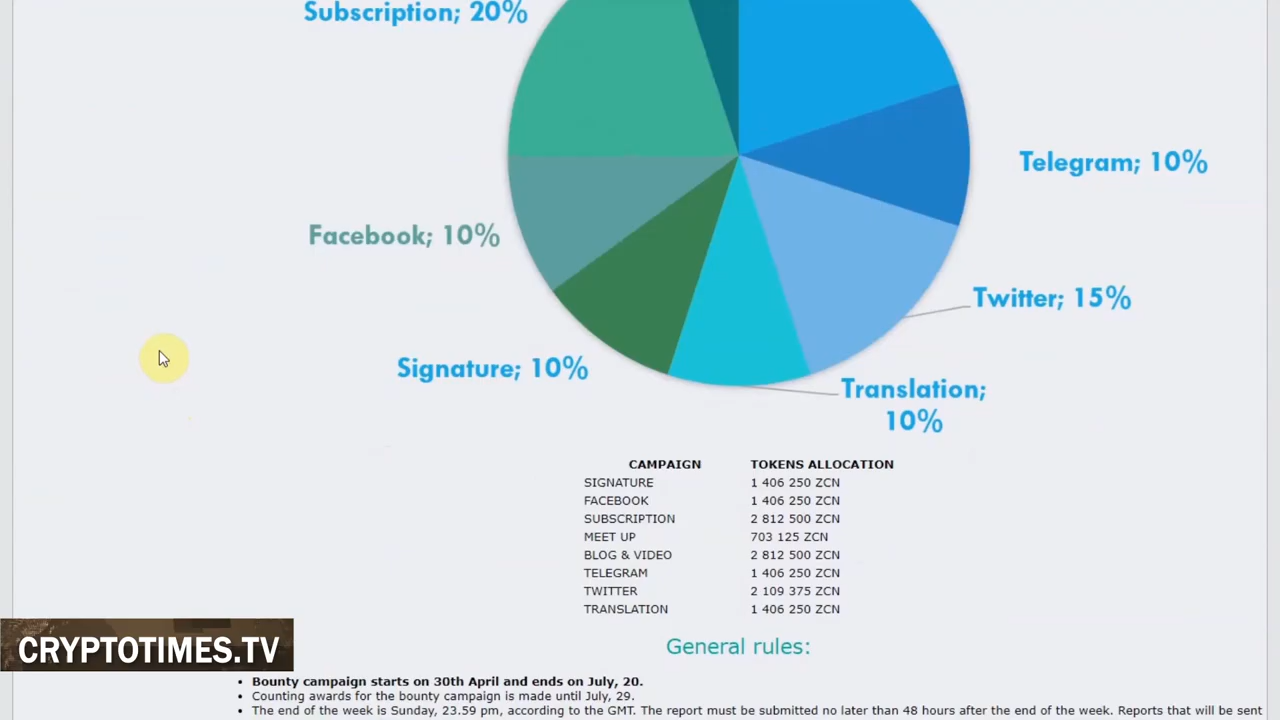 Subscription; 20%
Telegram; 10%
Facebook; 10%
Twitter; 15%
Signature; 10%
Translation;
10%
CAMPAIGN TOKENS ALLOCATION
SIGNATURE 1 406 250 ZCN
FACEBOOK 1 406 250 ZCN
SUBSCRIPTION 2 812 500 ZCN
MEET UP 703 125 ZCN
BLOG & VIDEO 2 812 500 ZCN
TELEGRAM 1 406 250 ZCN
TWITTER 2 109 375 ZCN
TRANSLATION 1 406 250 ZCN
General rules:
CRYPTOTIMES.TV
• Bounty campaign starts on 30th April and ends on July, 20.
• Counting awards for the bounty campaign is made until July, 29.
• The end of the week is Sunday, 23.59 pm, according to the GMT. The report must be submitted no later than 48 hours after the end of the week. Reports that will be sent